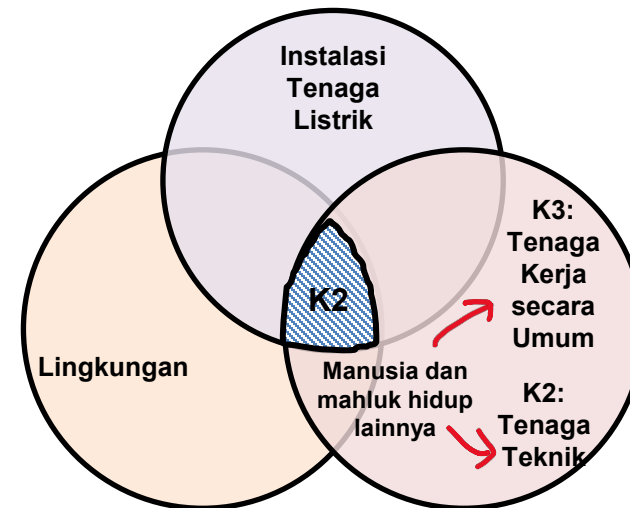 Instalasi
Tenaga
Listrik
K3:
Tenaga
Kerja
secara
Umum
K2
Lingkungan
Manusia dan
mahluk hidup
lainnya
K2:
Tenaga
Teknik